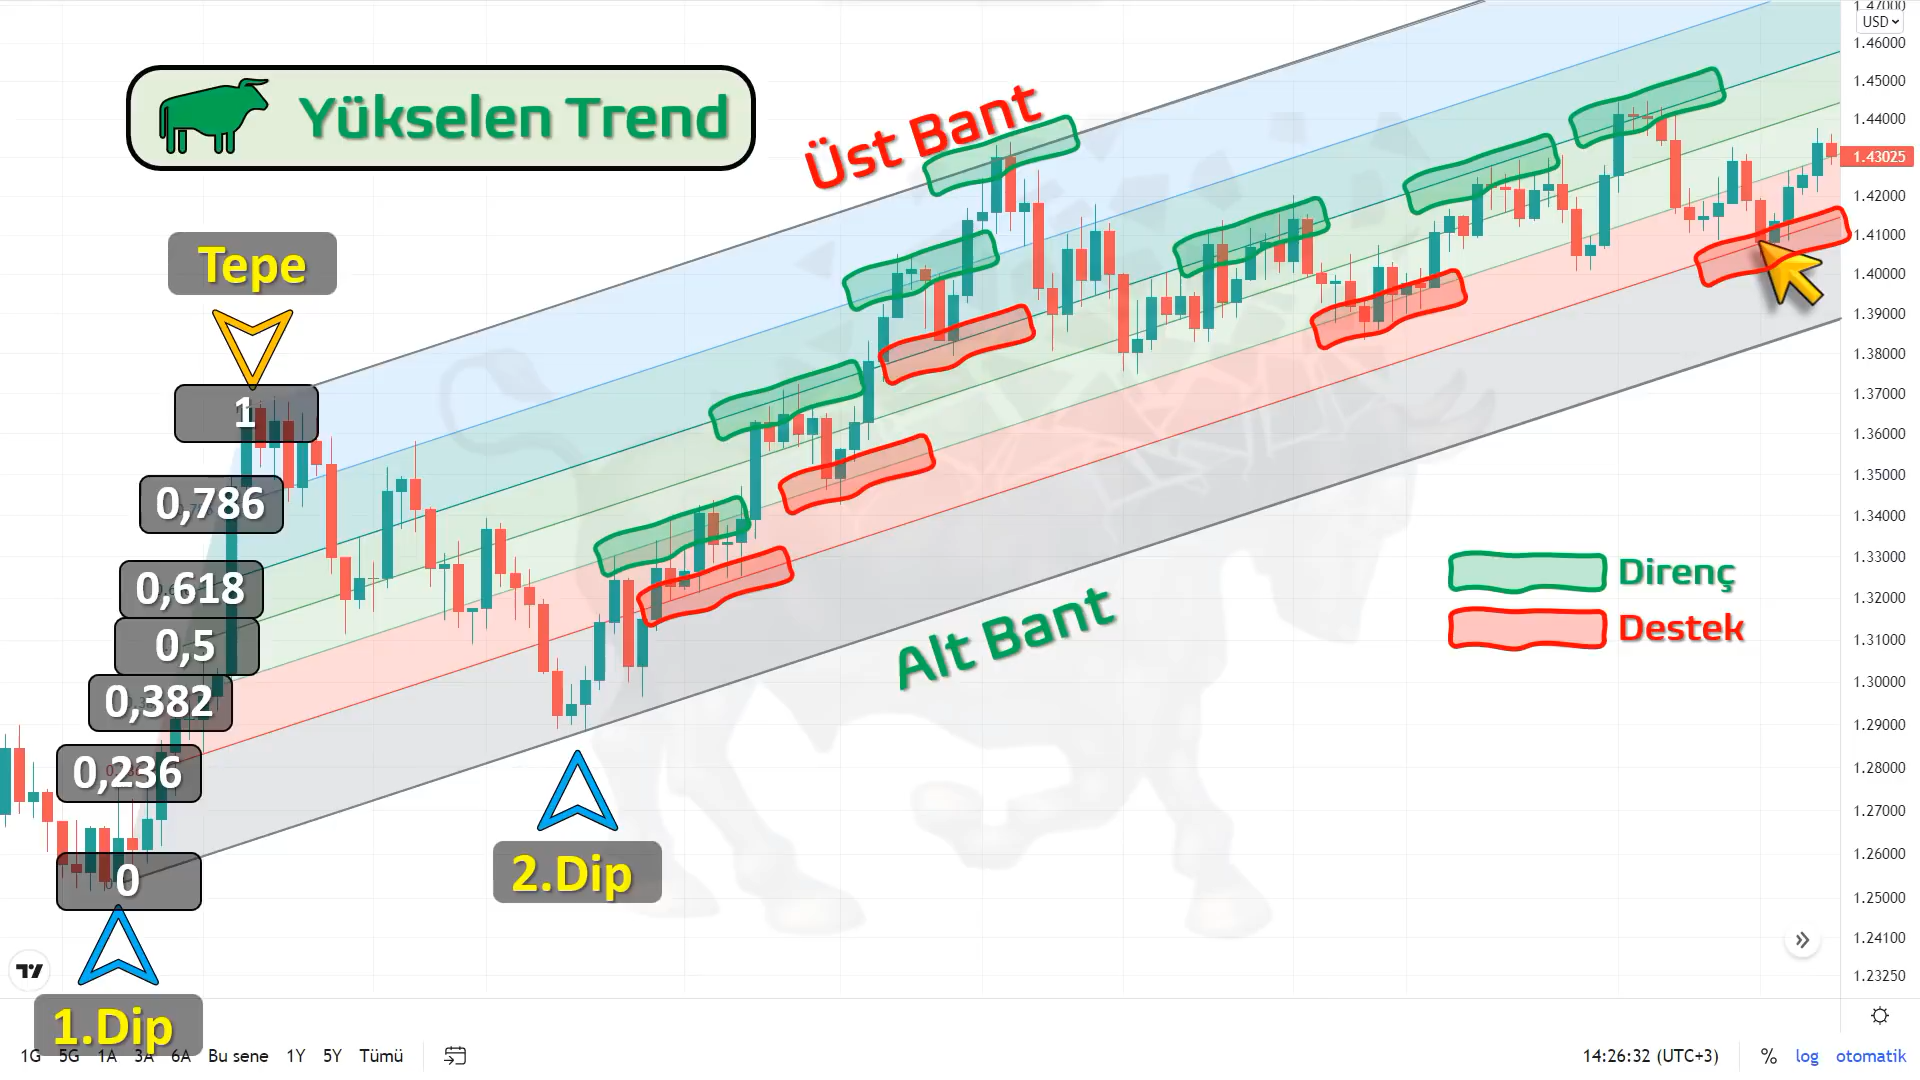 Yükselen Trend
Üst Bant
Tepe
1
0,786
0,618
0,5
0,382
0,236
0
1.Dip
2.Dip
Alt Bant
Direnç
Destek
1.47000
USD
1.46000
1.45000
1.44000
1.43025
1.42000
1.41000
1.40000
1.39000
1.38000
1.37000
1.36000
1.35000
1.34000
1.33000
1.32000
1.31000
1.30000
1.29000
1.28000
1.27000
1.26000
1.25000
1.24100
1.23250
1G 5G 1A 3A 6A Bu sene 1Y 5Y Tümü
14:26:32 (UTC+3) % log otomatik